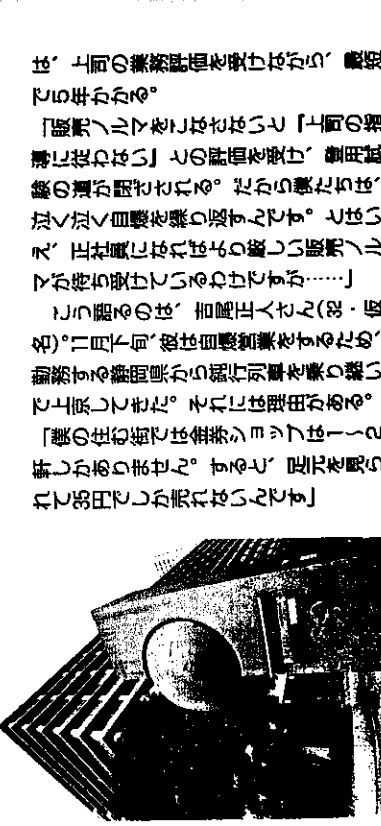 は、上司の業務評価を受けながら、最短
で5年かかる。
「販売ノルマをこなさないと『上司の指
導に従わない』との評価を受け、登用試
験の道が閉ざされる。だから僕たちは、
泣く泣く自爆を繰り返すんです。とはい
え、正社員になればより厳しい販売ノル
マが待ち受けているわけですが……」
こう語るのは、吉尾正人さん(32・仮
名)。11月下旬、彼は自爆営業をするため、
勤務する静岡県から鈍行列車を乗り継い
で上京してきた。それには理由がある。
「僕の住む街では金券ショップは1〜2
軒しかありません。すると、足元を見ら
れて35円でしか売れないんです」